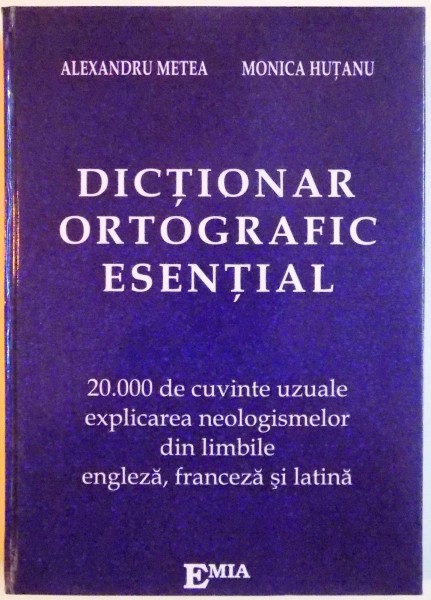 ALEXANDRU METEA MONICA HUȚANU
DICȚIONAR
ORTOGRAFIC
ESENȚIAL
20.000 de cuvinte uzuale
explicarea neologismelor
din limbile
engleză, franceză şi latină
EMIA